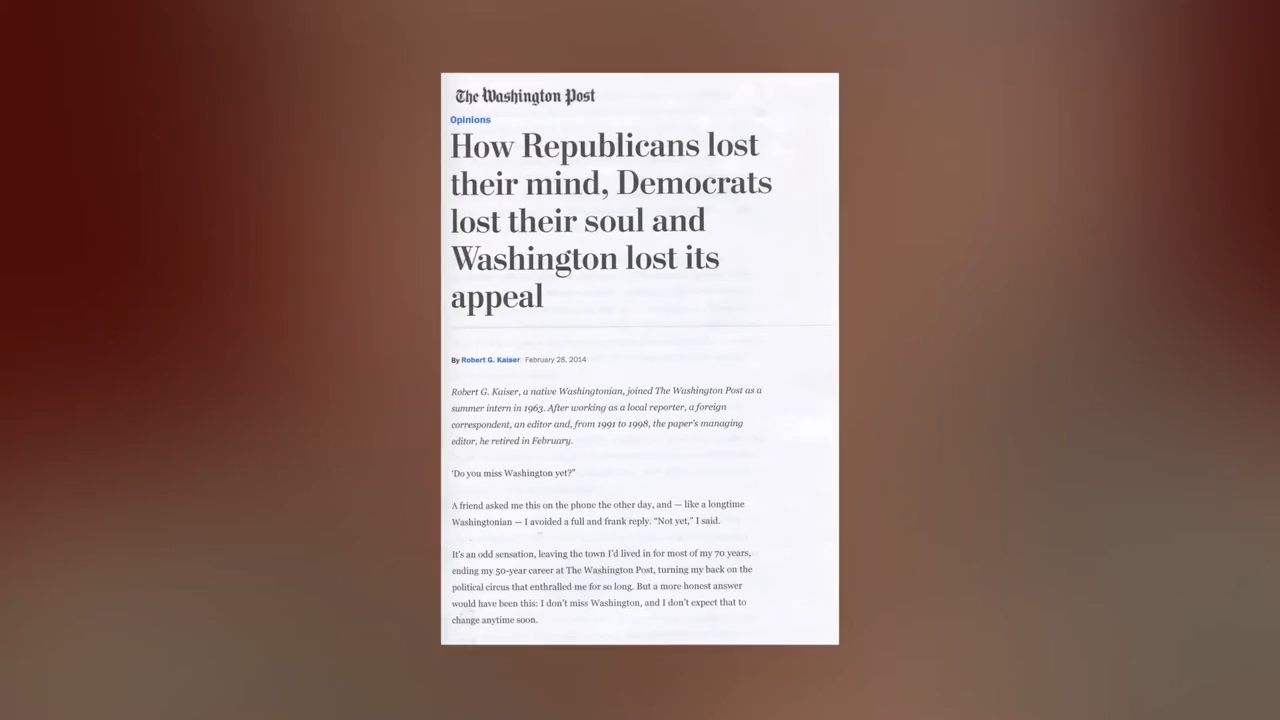 The Washington Post
Opinions
How Republicans lost
their mind, Democrats
lost their soul and
Washington lost its
appeal
By Robert G. Kaiser February 28, 2014
Robert G. Kaiser, a native Washingtonian, joined The Washington Post as a
summer intern in 1963. After working as a local reporter, a foreign
correspondent, an editor and, from 1991 to 1998, the paper's managing
editor, he retired in February.
'Do you miss Washington yet?"
A friend asked me this on the phone the other day, and — like a longtime
Washingtonian — I avoided a full and frank reply. “Not yet,” I said.
It's an odd sensation, leaving the town I'd lived in for most of my 70 years,
ending my 50-year career at The Washington Post, turning my back on the
political circus that enthralled me for so long. But a more honest answer
would have been this: I don't miss Washington, and I don't expect that to
change anytime soon.